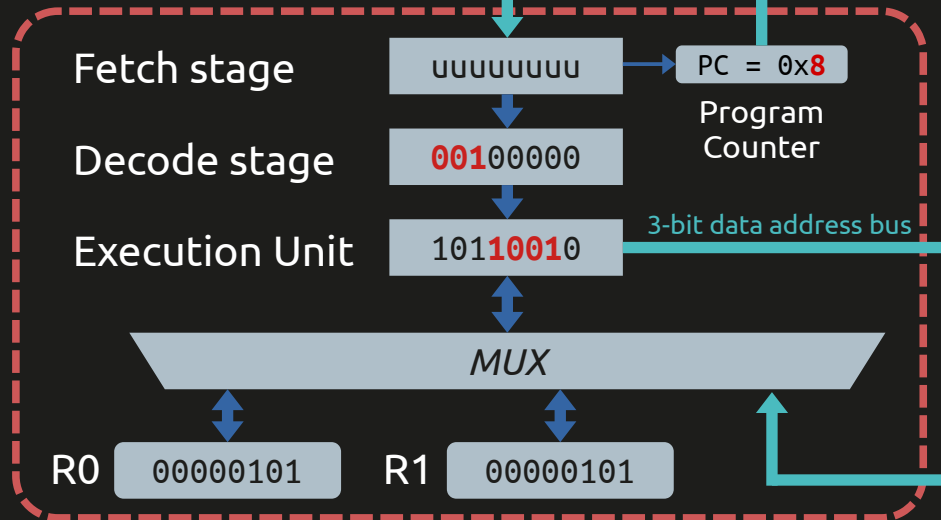 Fetch stage
uuuuuuuu
PC = 0x8
Program
Counter
Decode stage
00100000
3-bit data address bus
Execution Unit
10110010
MUX
R0
00000101
R1
00000101